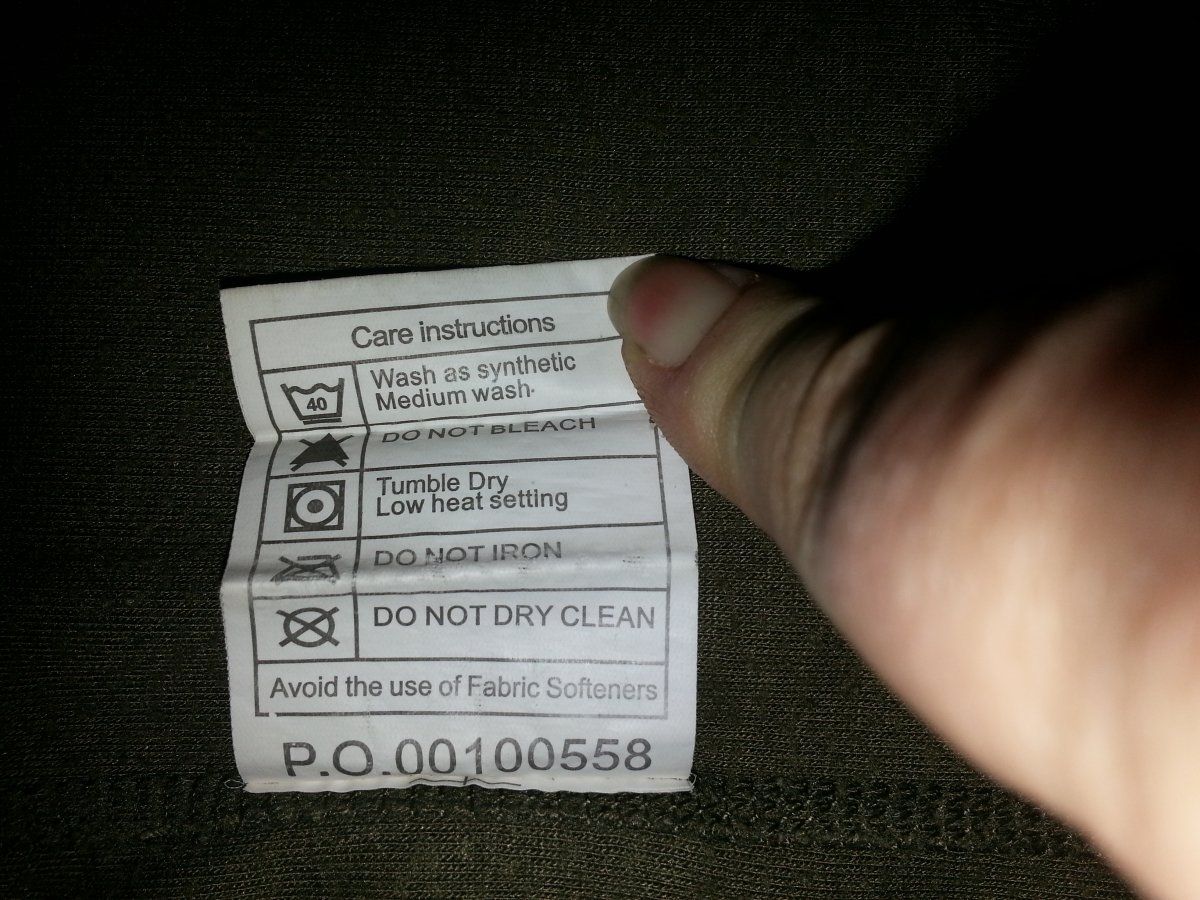 Care instructions
40
Wash as synthetic
Medium wash.
DO NOT BLEACH
Tumble Dry
Low heat setting
DO NOT IRON
DO NOT DRY CLEAN
Avoid the use of Fabric Softeners
P.O.00100558